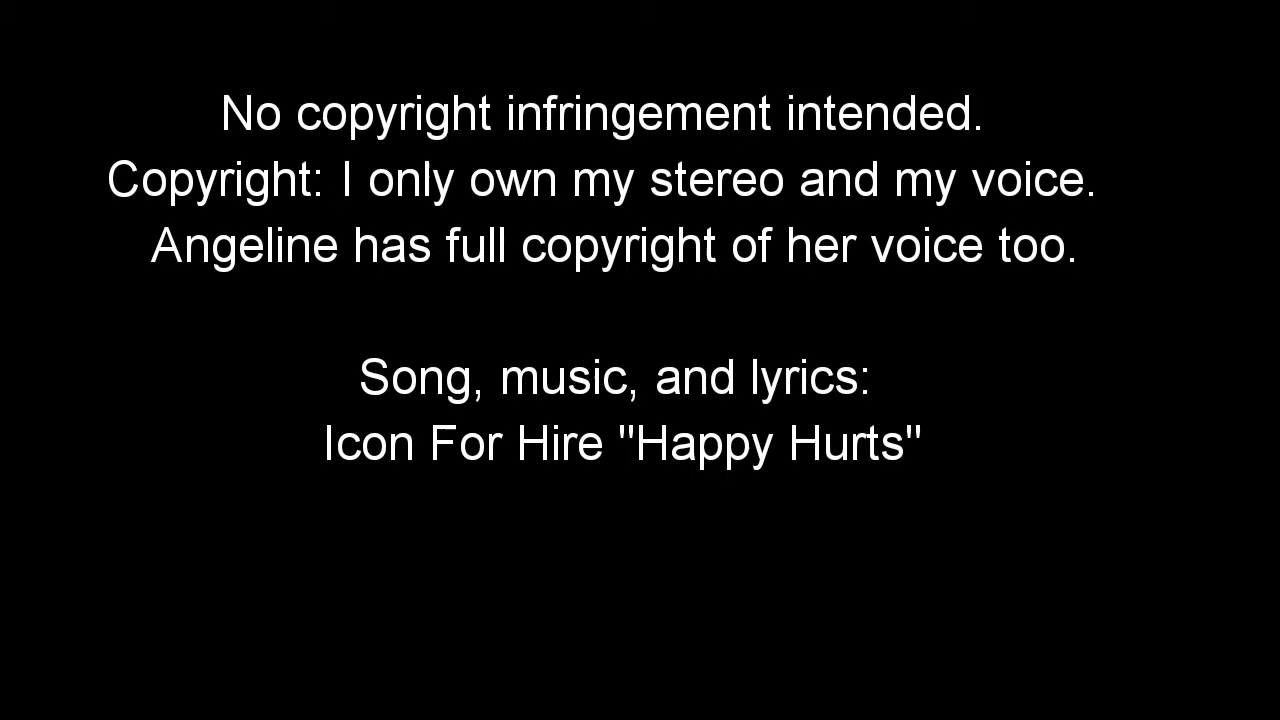 No copyright infringement intended.
Copyright: I only own my stereo and my voice.
Angeline has full copyright of her voice too.
Song, music, and lyrics:
Icon For Hire "Happy Hurts"